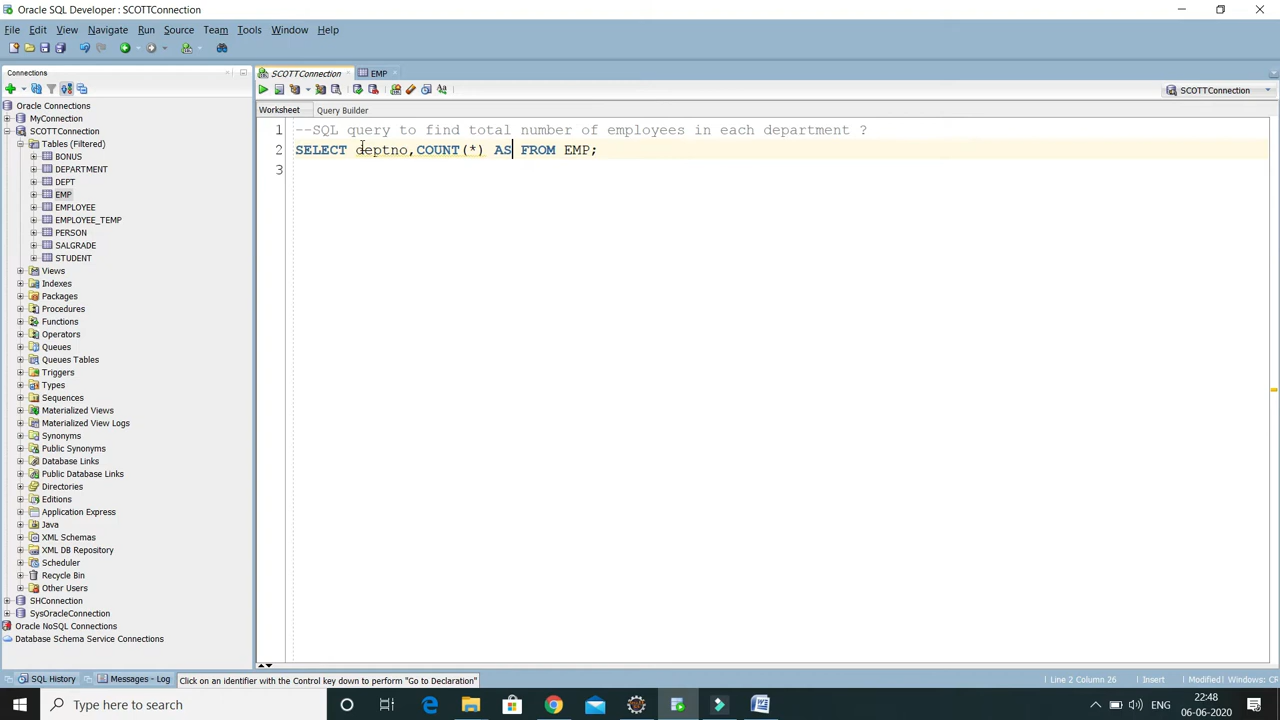 Oracle SQL Developer : SCOTTConnection
File Edit View Navigate Run Source Team Tools Window Help
Connections
SCOTTConnection
EMP
SCOTTConnection
Worksheet Query Builder
Oracle Connections
MyConnection
SCOTTConnection
Tables (Filtered)
BONUS
DEPARTMENT
DEPT
EMP
EMPLOYEE
EMPLOYEE_TEMP
PERSON
SALGRADE
STUDENT
Views
Indexes
Packages
Procedures
Functions
Operators
Queues
Queues Tables
Triggers
Types
Sequences
Materialized Views
Materialized View Logs
Synonyms
Public Synonyms
Database Links
Public Database Links
Directories
Editions
Application Express
Java
XML Schemas
XML DB Repository
Scheduler
Recycle Bin
Other Users
SHConnection
SysOracleConnection
Oracle NoSQL Connections
Database Schema Service Connections
1 --SQL query to find total number of employees in each department ?
2 SELECT deptno,COUNT(*) AS FROM EMP;
3
SQL History Messages - Log Click on an identifier with the Control key down to perform "Go to Declaration"
Line 2 Column 26 Insert Modified Windows: CR
Type here to search
22:48
06-06-2020